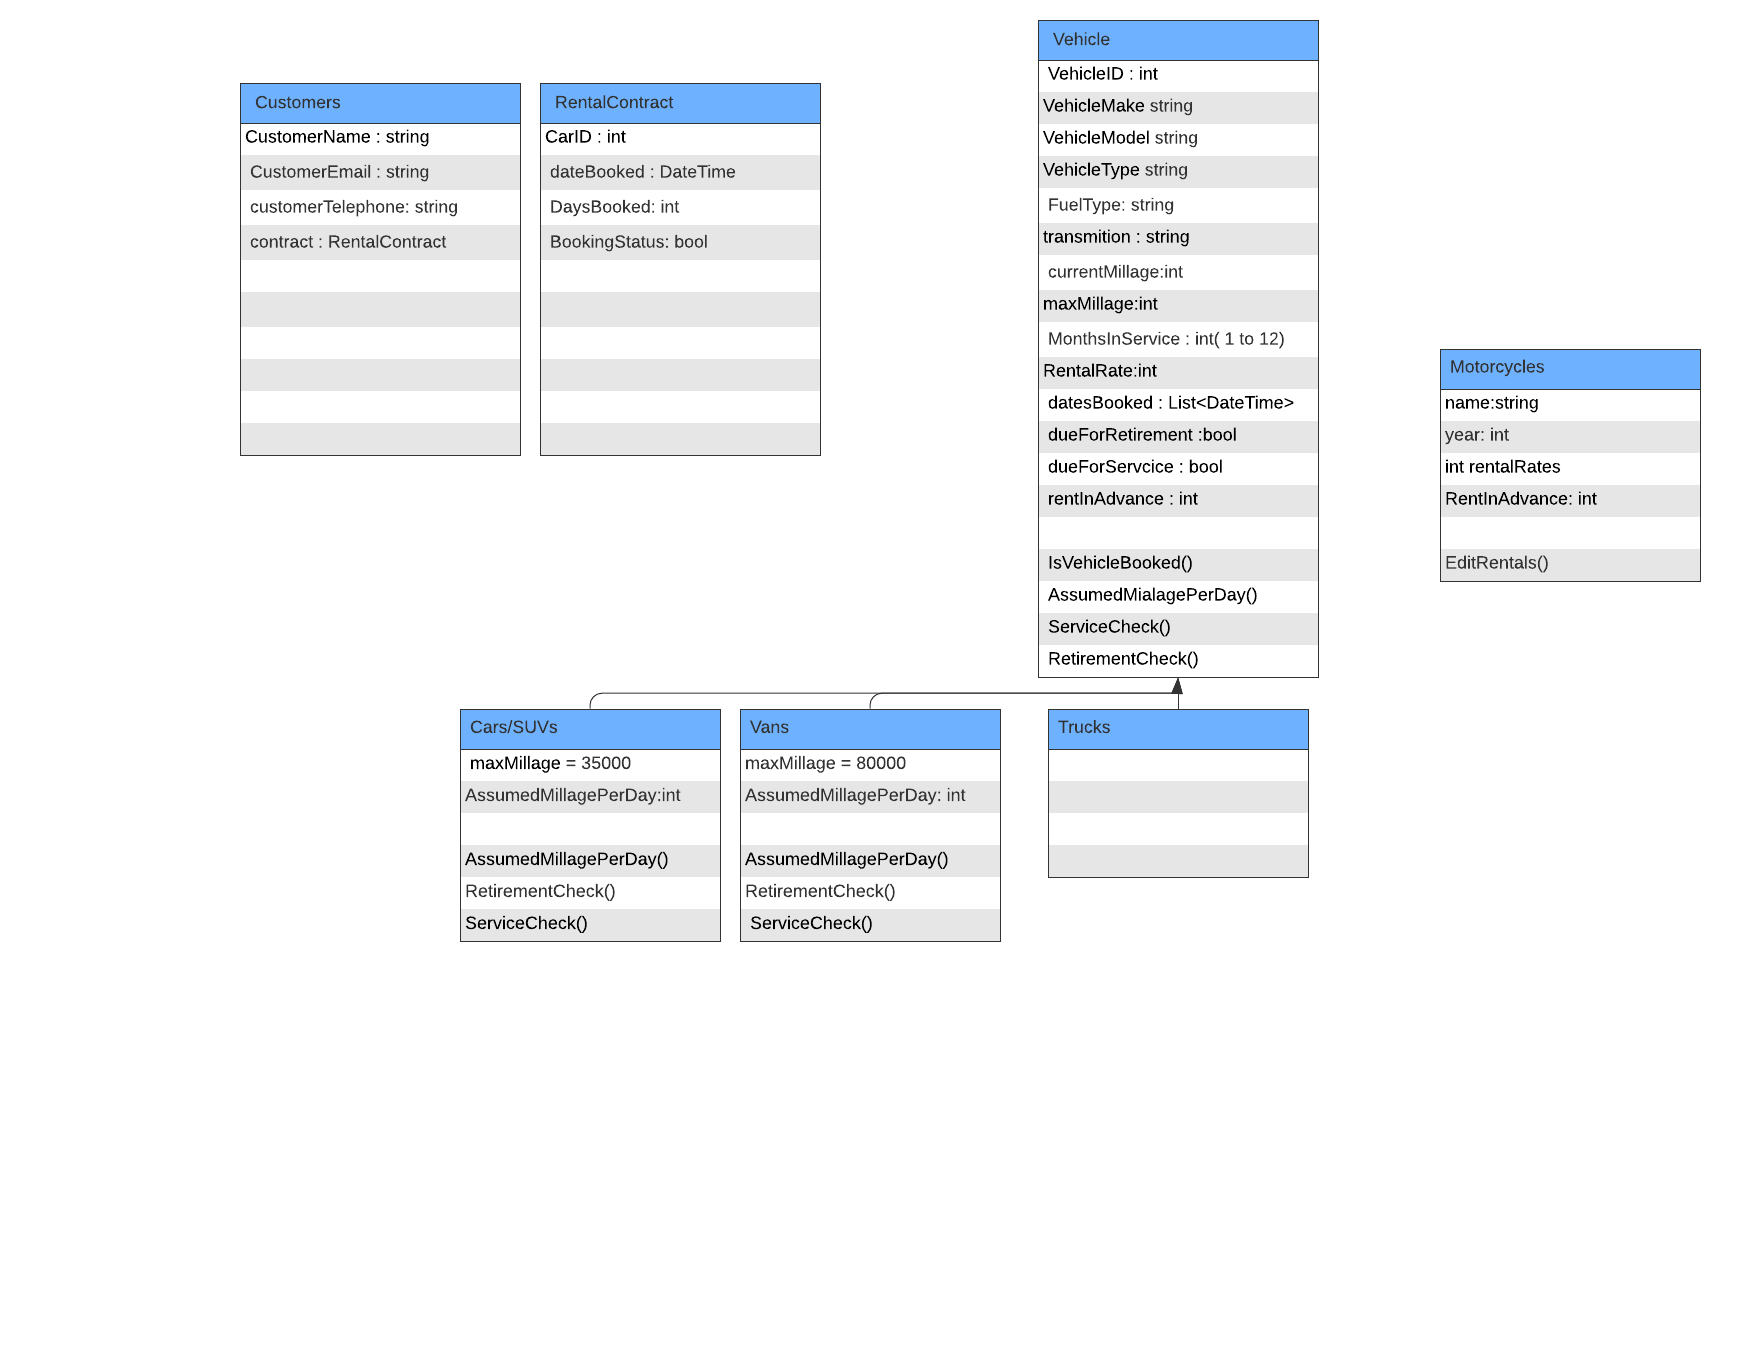 Customers
CustomerName : string
CustomerEmail : string
customerTelephone: string
contract : RentalContract
RentalContract
CarID : int
dateBooked : DateTime
DaysBooked: int
BookingStatus: bool
Vehicle
VehicleID : int
VehicleMake string
VehicleModel string
VehicleType string
FuelType: string
transmition : string
currentMillage:int
maxMillage:int
MonthsInService : int( 1 to 12)
RentalRate:int
datesBooked : List<DateTime>
dueForRetirement :bool
dueForServcice : bool
rentInAdvance : int
IsVehicleBooked()
AssumedMialagePerDay()
ServiceCheck()
RetirementCheck()
Motorcycles
name:string
year: int
int rentalRates
RentInAdvance: int
EditRentals()
Cars/SUVs
maxMillage = 35000
AssumedMillagePerDay:int
AssumedMillagePerDay()
RetirementCheck()
ServiceCheck()
Vans
maxMillage = 80000
AssumedMillagePerDay: int
AssumedMillagePerDay()
RetirementCheck()
ServiceCheck()
Trucks